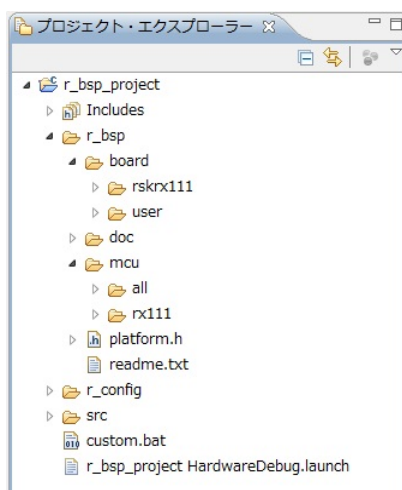 プロジェクト・エクスプローラー
r_bsp_project
Includes
r_bsp
board
rskrx111
user
doc
mcu
all
rx111
platform.h
readme.txt
r_config
src
custom.bat
r_bsp_project HardwareDebug.launch